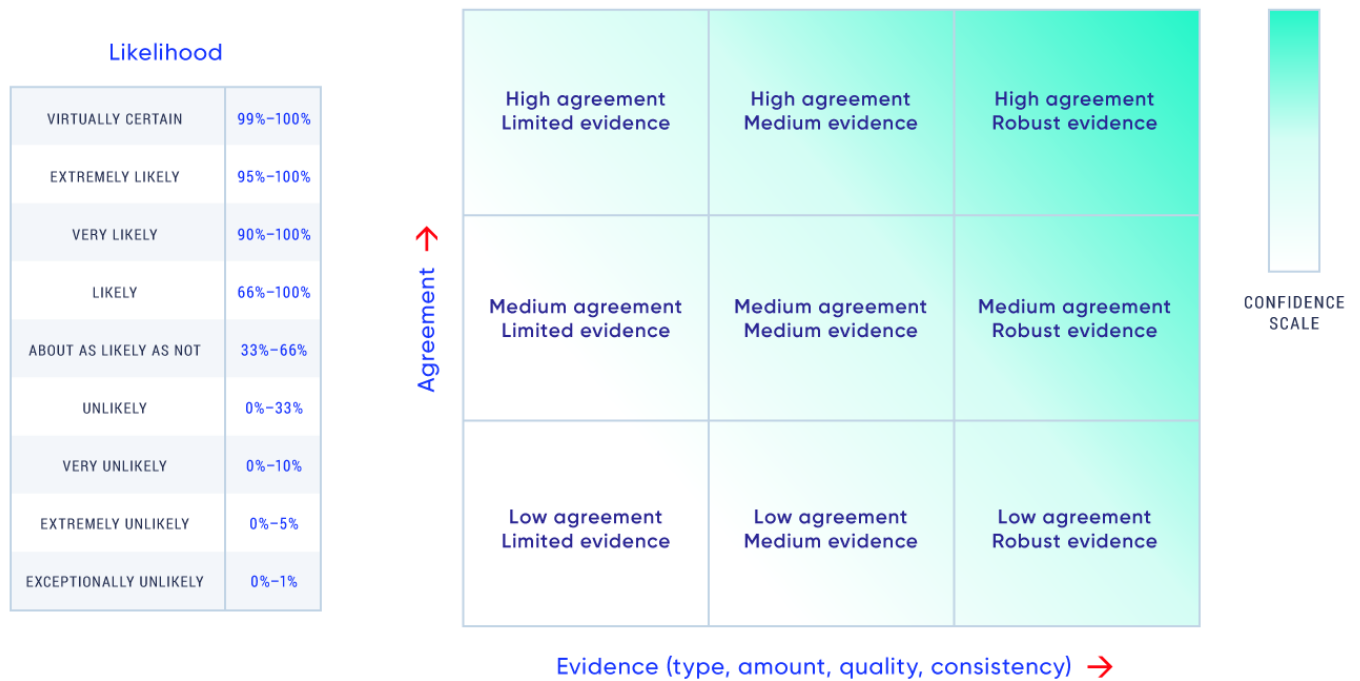 Likelihood
VIRTUALLY CERTAIN 99%–100%
EXTREMELY LIKELY 95%–100%
VERY LIKELY 90%–100%
LIKELY 66%–100%
ABOUT AS LIKELY AS NOT 33%–66%
UNLIKELY 0%–33%
VERY UNLIKELY 0%–10%
EXTREMELY UNLIKELY 0%–5%
EXCEPTIONALLY UNLIKELY 0%–1%
Agreement →
High agreement
Limited evidence
High agreement
Medium evidence
High agreement
Robust evidence
Medium agreement
Limited evidence
Medium agreement
Medium evidence
Medium agreement
Robust evidence
Low agreement
Limited evidence
Low agreement
Medium evidence
Low agreement
Robust evidence
Evidence (type, amount, quality, consistency) →
CONFIDENCE
SCALE